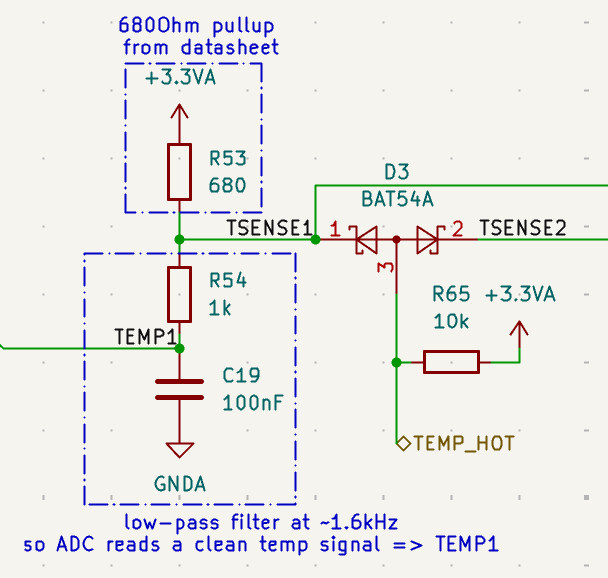 680Ohm pullup
from datasheet
+3.3VA
R53
680
D3
BAT54A
TSENSE1
1
2
TSENSE2
3
R54
1k
R65
+3.3VA
10k
TEMP1
C19
100nF
TEMP_HOT
GNDA
low-pass filter at ~1.6kHz
so ADC reads a clean temp signal => TEMP1